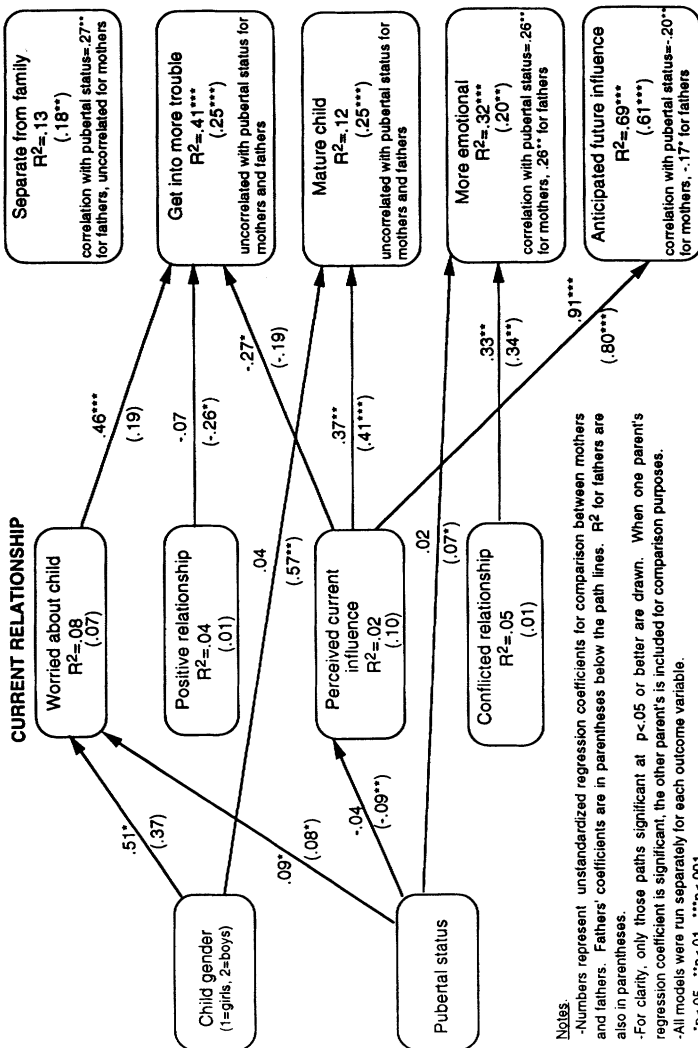 CURRENT RELATIONSHIP
Child gender
(1=girls, 2=boys)
Pubertal status
.51*
(.37)
.09*
(.08*)
-.04
(-.09**)
Worried about child
R²=.08
(.07)
Positive relationship
R²=.04
(.01)
.04
(.57**)
Perceived current
influence
R²=.02
(.10)
.02
(.07*)
Conflicted relationship
R²=.05
(.01)
.46***
(.19)
-.07
(-.26*)
-.27*
(-.19)
.37**
(.41***)
.33**
(.34**)
.91***
(.80***)
Separate from family
R²=.13
(.18**)
correlation with pubertal status=.27**
for fathers, uncorrelated for mothers
Get into more trouble
R²=.41***
(.25***)
uncorrelated with pubertal status for
mothers and fathers
Mature child
R²=.12
(.25***)
uncorrelated with pubertal status for
mothers and fathers
More emotional
R²=.32***
(.20**)
correlation with pubertal status=.26**
for mothers, .26** for fathers
Anticipated future influence
R²=.69***
(.61***)
correlation with pubertal status=-.20**
for mothers, -.17* for fathers
Notes.
-Numbers represent unstandardized regression coefficients for comparison between mothers
and fathers. Fathers' coefficients are in parentheses below the path lines. R² for fathers are
also in parentheses.
-For clarity, only those paths significant at p<.05 or better are drawn. When one parent's
regression coefficient is significant, the other parent's is included for comparison purposes.
-All models were run separately for each outcome variable.
*p<.05, **p<.01, ***p<.001